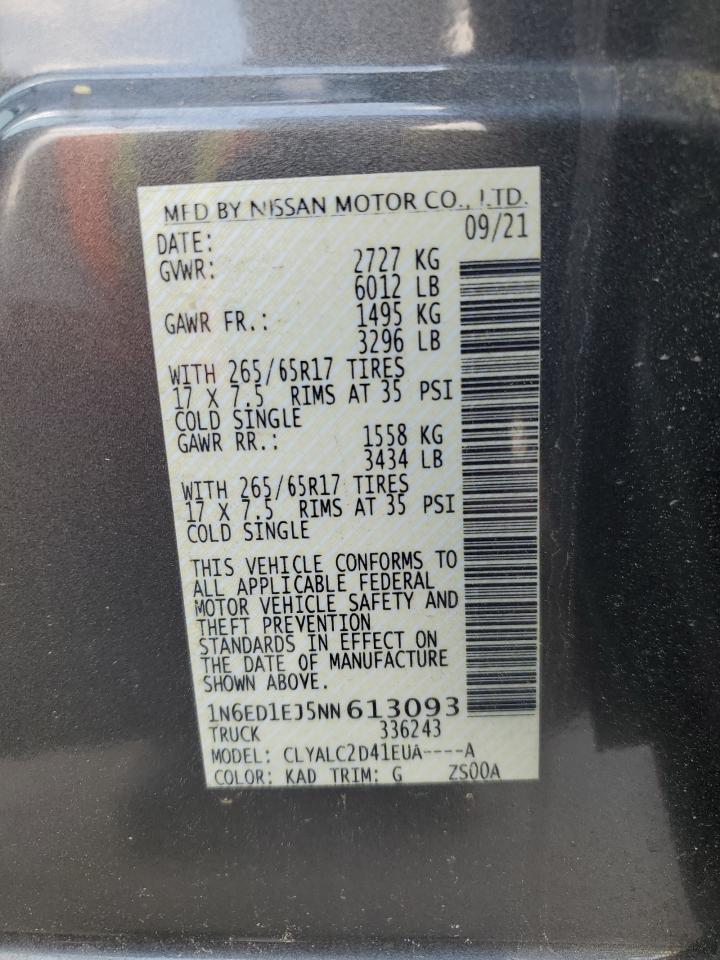 MFD BY NISSAN MOTOR CO., LTD.
DATE: 09/21
GVWR: 2727 KG
6012 LB
GAWR FR.: 1495 KG
3296 LB
WITH 265/65R17 TIRES
17 X 7.5 RIMS AT 35 PSI
COLD SINGLE
GAWR RR.: 1558 KG
3434 LB
WITH 265/65R17 TIRES
17 X 7.5 RIMS AT 35 PSI
COLD SINGLE
THIS VEHICLE CONFORMS TO
ALL APPLICABLE FEDERAL
MOTOR VEHICLE SAFETY AND
THEFT PREVENTION
STANDARDS IN EFFECT ON
THE DATE OF MANUFACTURE
SHOWN ABOVE.
1N6ED1EJ5NN613093
TRUCK 336243
MODEL: CLYALC2D41EUA----A
COLOR: KAD TRIM: G ZS00A